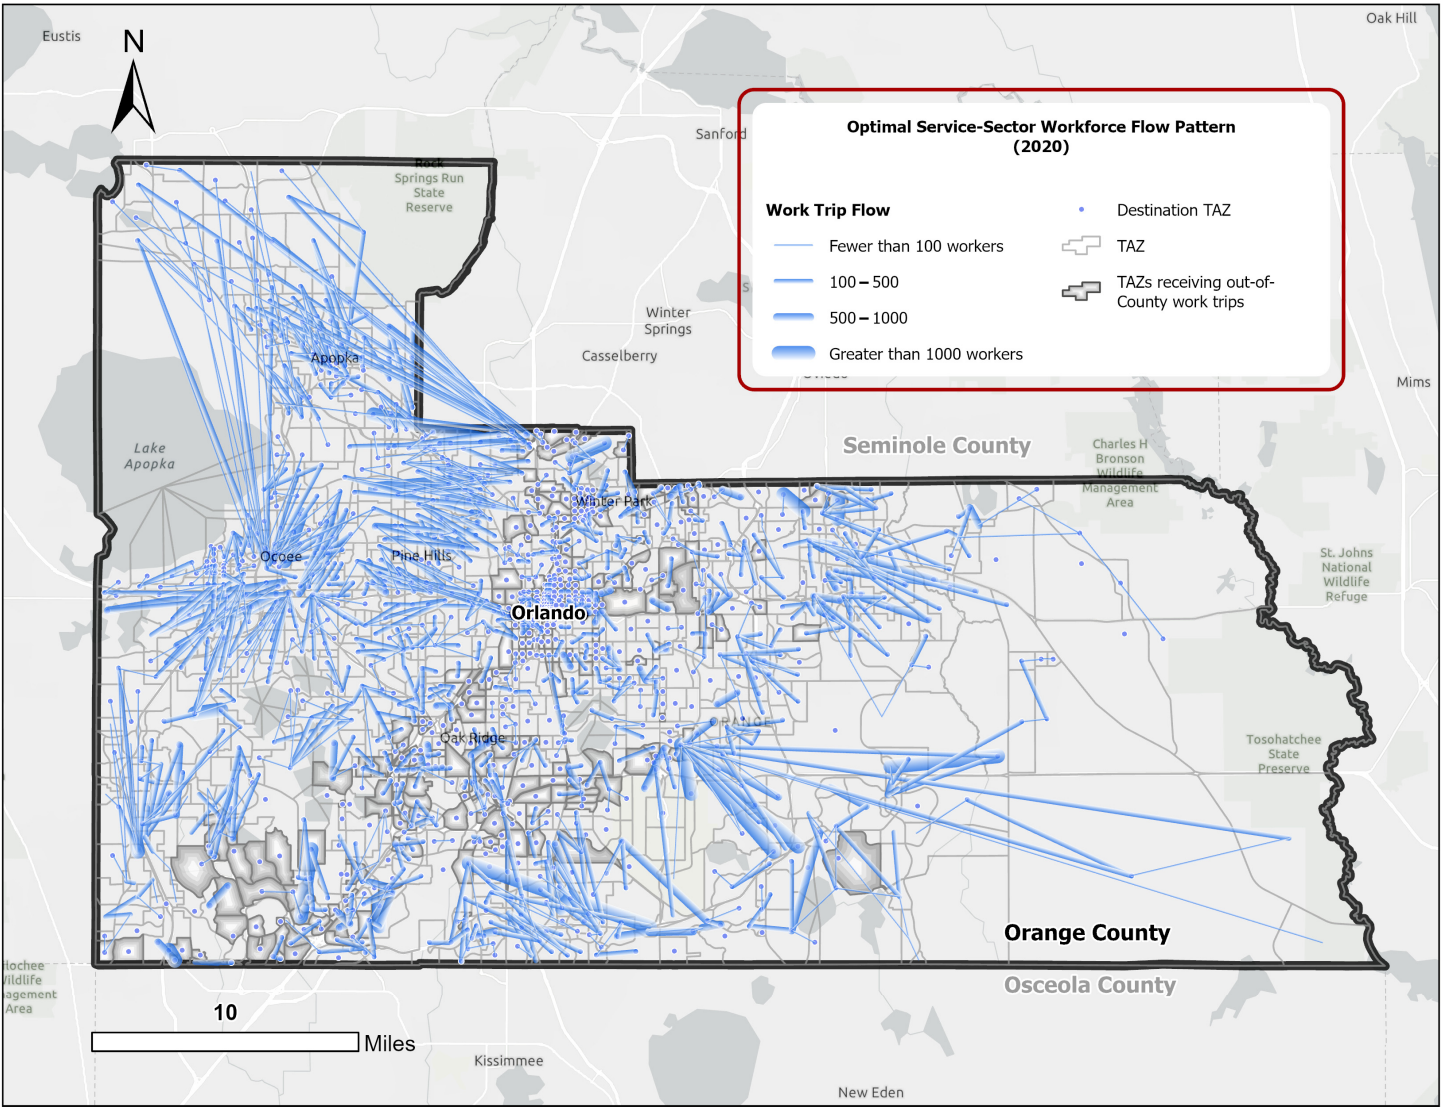 Eustis
Oak Hill
N
Sanford
Optimal Service-Sector Workforce Flow Pattern
(2020)
Work Trip Flow
Fewer than 100 workers
100–500
500–1000
Greater than 1000 workers
Destination TAZ
TAZ
TAZs receiving out-of-
County work trips
Rock
Springs Run
State
Reserve
Winter
Springs
Casselberry
Apopka
Mims
Lake
Apopka
Seminole County
Charles H
Bronson
Wildlife
Management
Area
Winter Park
Ocoee
Pine Hills
St. Johns
National
Wildlife
Refuge
Orlando
ORANGE
Oak Ridge
Tosohatchee
State
Preserve
Orange County
Osceola County
Area
10
Miles
Kissimmee
New Eden